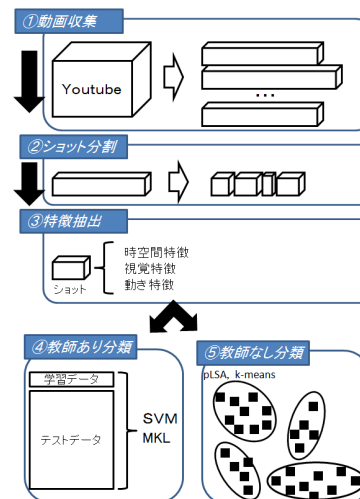 ①動画収集
Youtube
...
②ショット分割
③特徴抽出
時空間特徴
視覚特徴
動き特徴
ショット
④教師あり分類
学習データ
テストデータ
SVM
MKL
⑤教師なし分類
pLSA, k-means